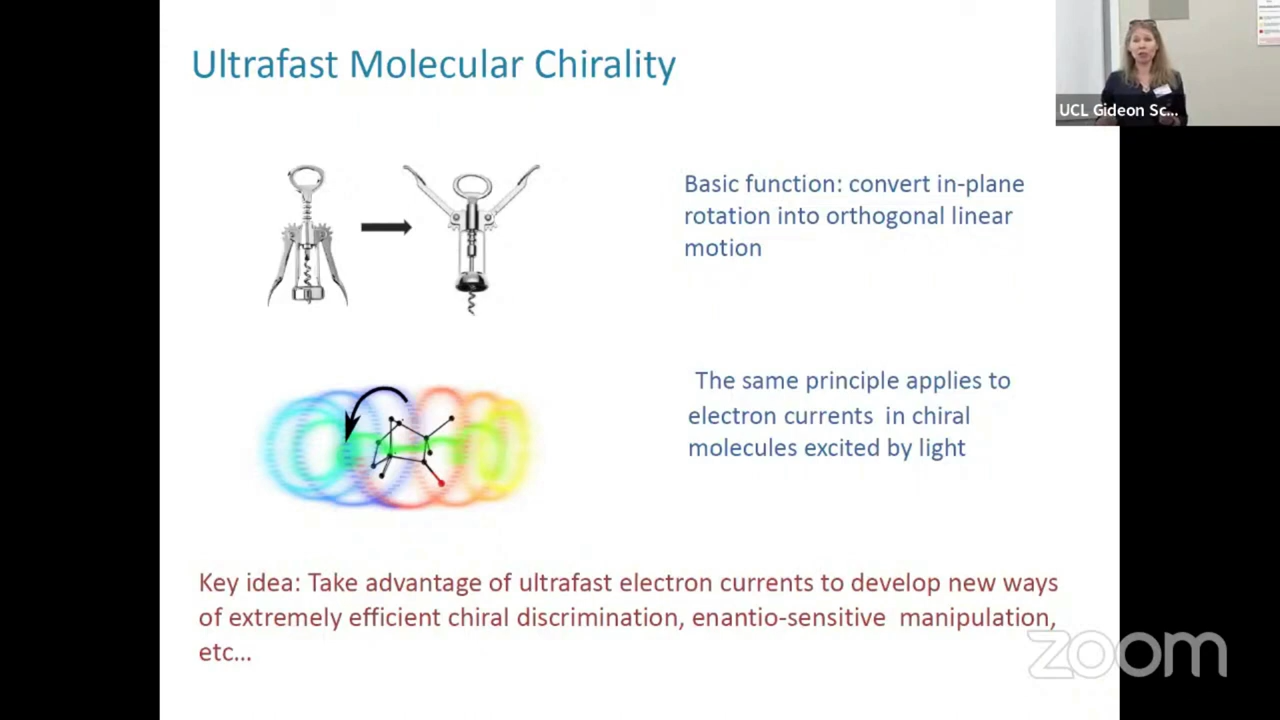 Ultrafast Molecular Chirality
UCL Gideon Sc...
Basic function: convert in-plane
rotation into orthogonal linear
motion
The same principle applies to
electron currents in chiral
molecules excited by light
Key idea: Take advantage of ultrafast electron currents to develop new ways
of extremely efficient chiral discrimination, enantio-sensitive manipulation,
etc...
zoom